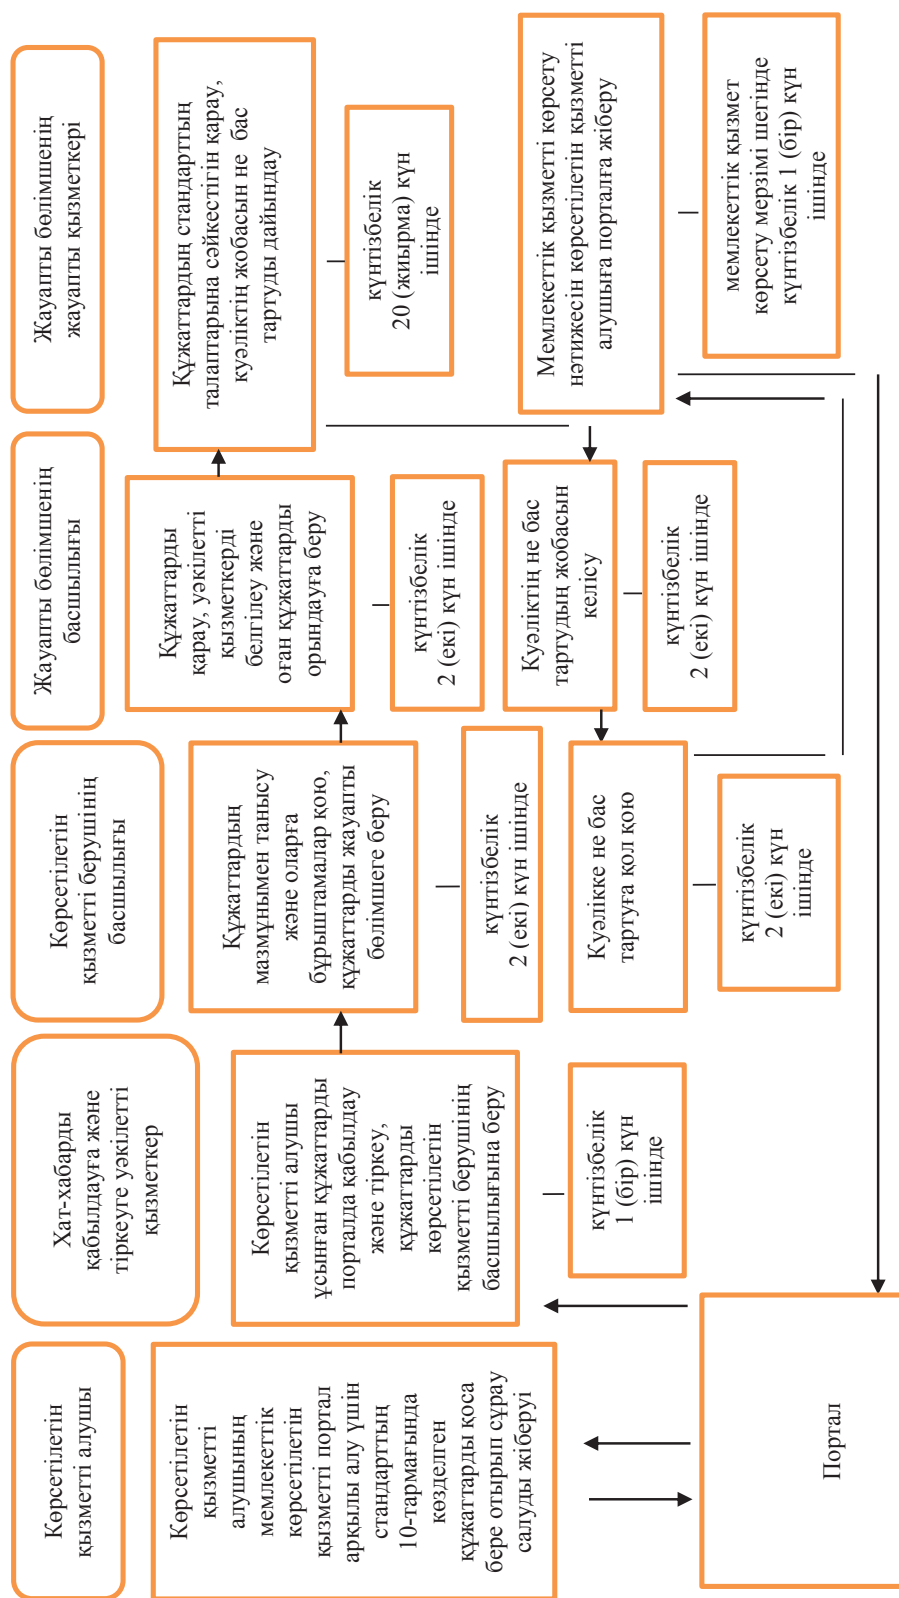 Көрсетілетін
қызметті алушы
Хат-хабарды
қабылдауға және
тіркеуге уәкілетті
қызметкер
Көрсетілетін
қызметті берушінің
басшылығы
Жауапты бөлімшенің
басшылығы
Жауапты бөлімшенің
жауапты қызметкері
Көрсетілетін
қызметті
алушының
мемлекеттік
көрсетілетін
қызметті портал
арқылы алу үшін
стандарттың
10-тармағында
көзделген
құжаттарды қоса
бере отырып сұрау
салуды жіберуі
Көрсетілетін
қызметті алушы
ұсынған құжаттарды
порталда қабылдау
және тіркеу,
құжаттарды
көрсетілетін
қызметті берушінің
басшылығына беру
Құжаттардың
мазмұнымен танысу
және оларға
бұрыштамалар қою,
құжаттарды жауапты
бөлімшеге беру
Құжаттарды
қарау, уәкілетті
қызметкерді
белгілеу және
оған құжаттарды
орындауға беру
Құжаттардың стандарттың
талаптарына сәйкестігін қарау,
куәліктің жобасын не бас
тартуды дайындау
күнтізбелік
1 (бір) күн
ішінде
күнтізбелік
2 (екі) күн ішінде
күнтізбелік
2 (екі) күн ішінде
күнтізбелік
20 (жиырма) күн
ішінде
Куәлікке не бас
тартуға қол қою
Куәліктің не бас
тартудың жобасын
келісу
Мемлекеттік қызметті көрсету
нәтижесін көрсетілетін қызметті
алушыға порталға жіберу
күнтізбелік
2 (екі) күн
ішінде
күнтізбелік
2 (екі) күн ішінде
мемлекеттік қызмет
көрсету мерзімі шегінде
күнтізбелік 1 (бір) күн
ішінде
Портал